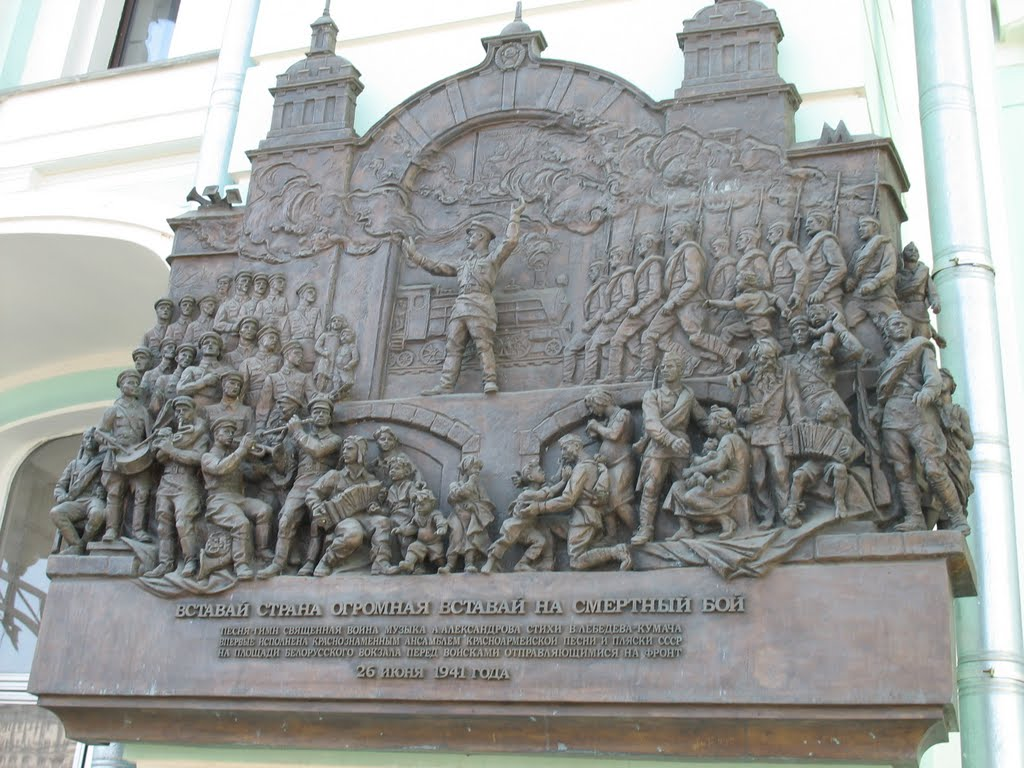 ВСТАВАЙ СТРАНА ОГРОМНАЯ ВСТАВАЙ НА СМЕРТНЫЙ БОЙ
ПЕСНЯ ГИМН СВЯЩЕННАЯ ВОЙНА МУЗЫКА А.АЛЕКСАНДРОВА СТИХИ В.ЛЕБЕДЕВА-КУМАЧА
ВПЕРВЫЕ ИСПОЛНЕНА КРАСНОЗНАМЕННЫМ АНСАМБЛЕМ КРАСНОАРМЕЙСКОЙ ПЕСНИ И ПЛЯСКИ СССР
НА ПЛОЩАДИ БЕЛОРУССКОГО ВОКЗАЛА ПЕРЕД ВОЙСКАМИ ОТПРАВЛЯЮЩИМИСЯ НА ФРОНТ
26 ИЮНЯ 1941 ГОДА